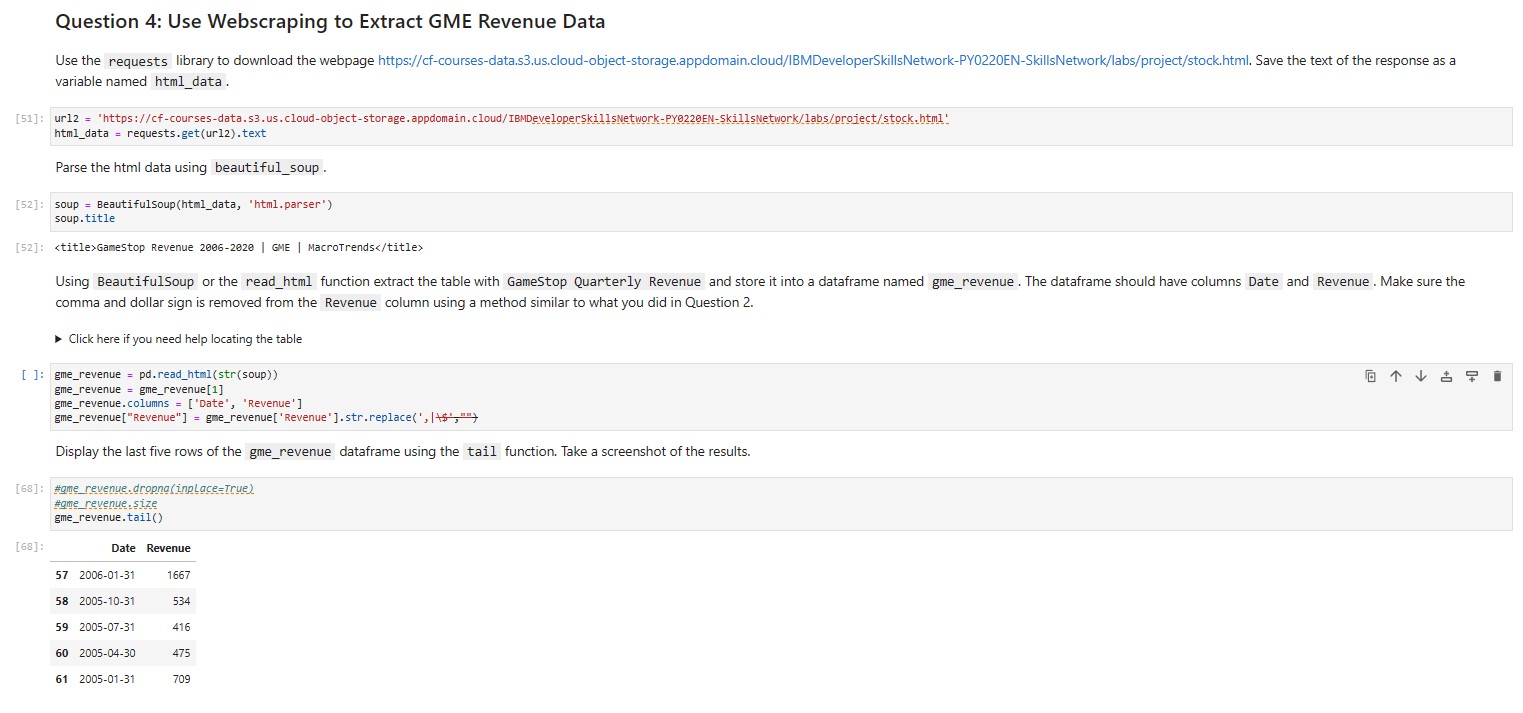 Question 4: Use Webscraping to Extract GME Revenue Data
Use the requests library to download the webpage https://cf-courses-data.s3.us.cloud-object-storage.appdomain.cloud/IBMDeveloperSkillsNetwork-PY0220EN-SkillsNetwork/labs/project/stock.html. Save the text of the response as a
variable named html_data.
[51]: url2 = 'https://cf-courses-data.s3.us.cloud-object-storage.appdomain.cloud/IBMDeveloperSkillsNetwork-PY0220EN-SkillsNetwork/labs/project/stock.html'
html_data = requests.get(url2).text
Parse the html data using beautiful_soup.
[52]: soup = BeautifulSoup(html_data, 'html.parser')
soup.title
[52]: <title>GameStop Revenue 2006-2020 | GME | MacroTrends</title>
Using BeautifulSoup or the read_html function extract the table with GameStop Quarterly Revenue and store it into a dataframe named gme_revenue. The dataframe should have columns Date and Revenue. Make sure the
comma and dollar sign is removed from the Revenue column using a method similar to what you did in Question 2.
Click here if you need help locating the table
[ ]: gme_revenue = pd.read_html(str(soup))
gme_revenue = gme_revenue[1]
gme_revenue.columns = ['Date', 'Revenue']
gme_revenue["Revenue"] = gme_revenue['Revenue'].str.replace(',|\$',"")
Display the last five rows of the gme_revenue dataframe using the tail function. Take a screenshot of the results.
[68]: #gme_revenue.dropna(inplace=True)
#gme_revenue.size
gme_revenue.tail()
[68]: Date Revenue
57 2006-01-31 1667
58 2005-10-31 534
59 2005-07-31 416
60 2005-04-30 475
61 2005-01-31 709